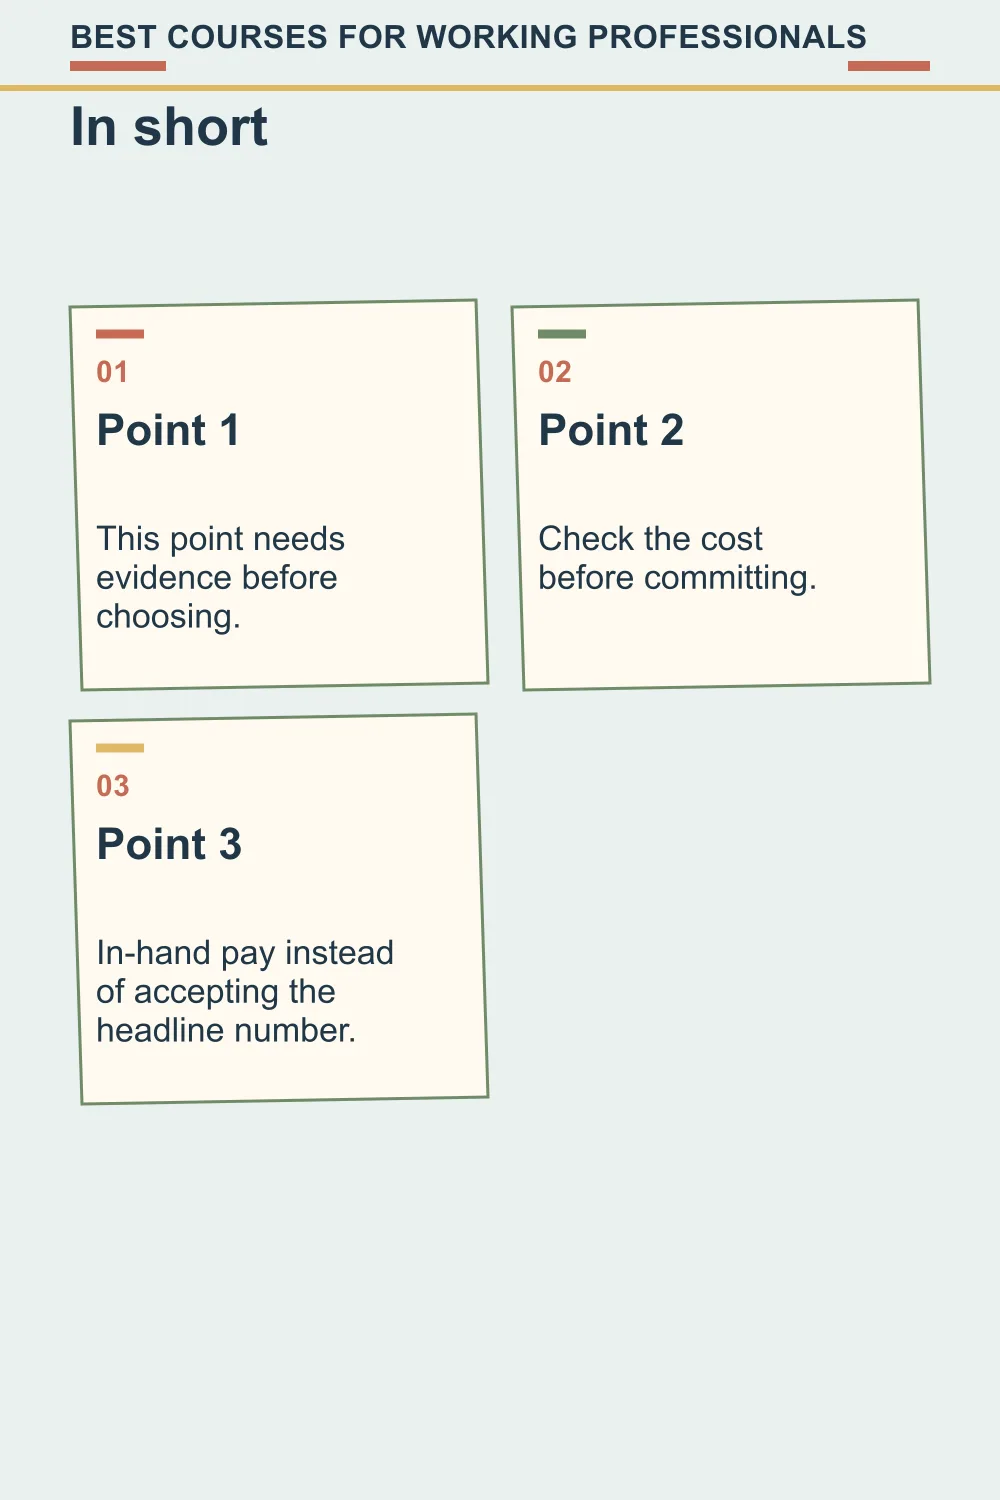 BEST COURSES FOR WORKING PROFESSIONALS
In short
01
Point 1
This point needs
evidence before
choosing.
02
Point 2
Check the cost
before committing.
03
Point 3
In-hand pay instead
of accepting the
headline number.